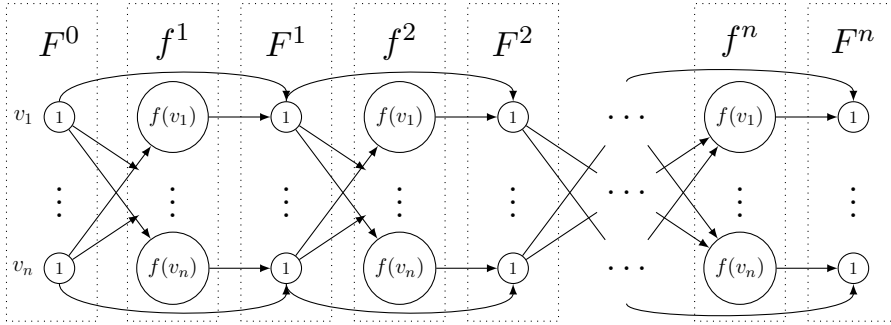 F^0 f^1 F^1 f^2 F^2 f^n F^n
v_1 1 f(v_1) 1 f(v_1) 1 ⋯ f(v_1) 1
⋮ ⋮ ⋮ ⋮ ⋮ ⋯ ⋮ ⋮
v_n 1 f(v_n) 1 f(v_n) 1 ⋯ f(v_n) 1